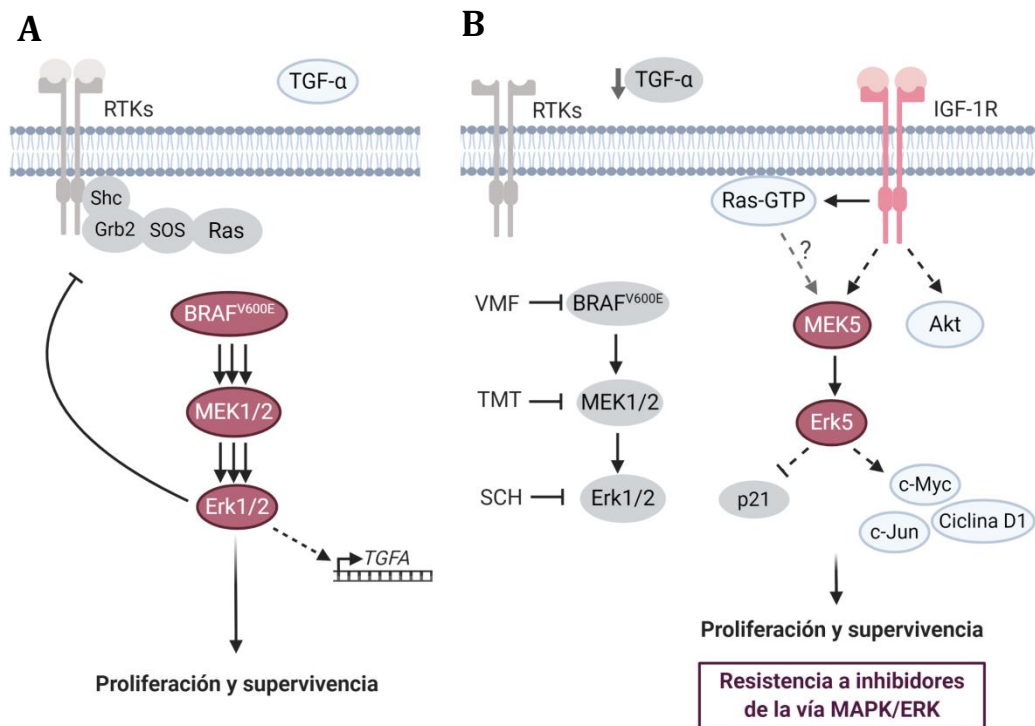 A
TGF-α
RTKs
Shc
Grb2
SOS
Ras
BRAFV600E
MEK1/2
Erk1/2
TGFA
Proliferación y supervivencia
B
TGF-α
RTKs
IGF-1R
Ras-GTP
?
VMF
BRAFV600E
MEK5
Akt
TMT
MEK1/2
Erk5
SCH
Erk1/2
p21
c-Myc
Ciclina D1
c-Jun
Proliferación y supervivencia
Resistencia a inhibidores
de la vía MAPK/ERK